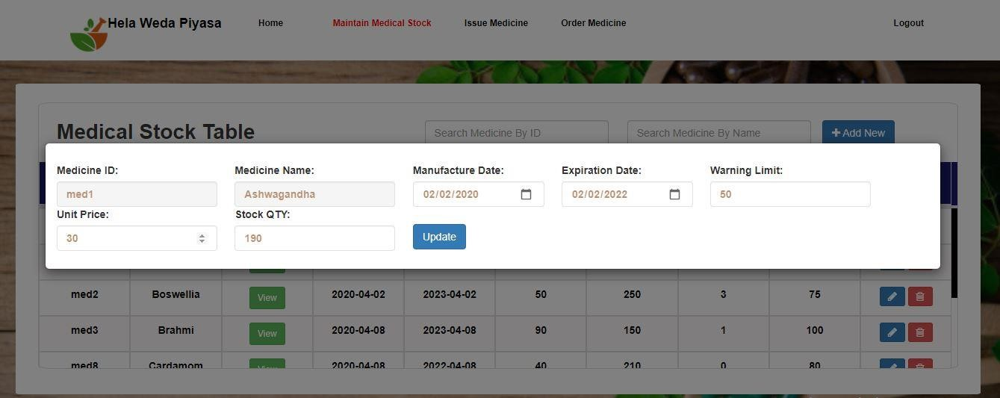 Hela Weda Piyasa Home Maintain Medical Stock Issue Medicine Order Medicine Logout
Medical Stock Table Search Medicine By ID Search Medicine By Name + Add New
Medicine ID: Medicine Name: Manufacture Date: Expiration Date: Warning Limit:
med1 Ashwagandha 02/02/2020 02/02/2022 50
Unit Price: Stock QTY:
30 190 Update
med2 Boswellia View 2020-04-02 2023-04-02 50 250 3 75
med3 Brahmi View 2020-04-08 2023-04-08 90 150 1 100
med8 Cardamom View 2020-04-08 2022-04-08 40 210 0 80